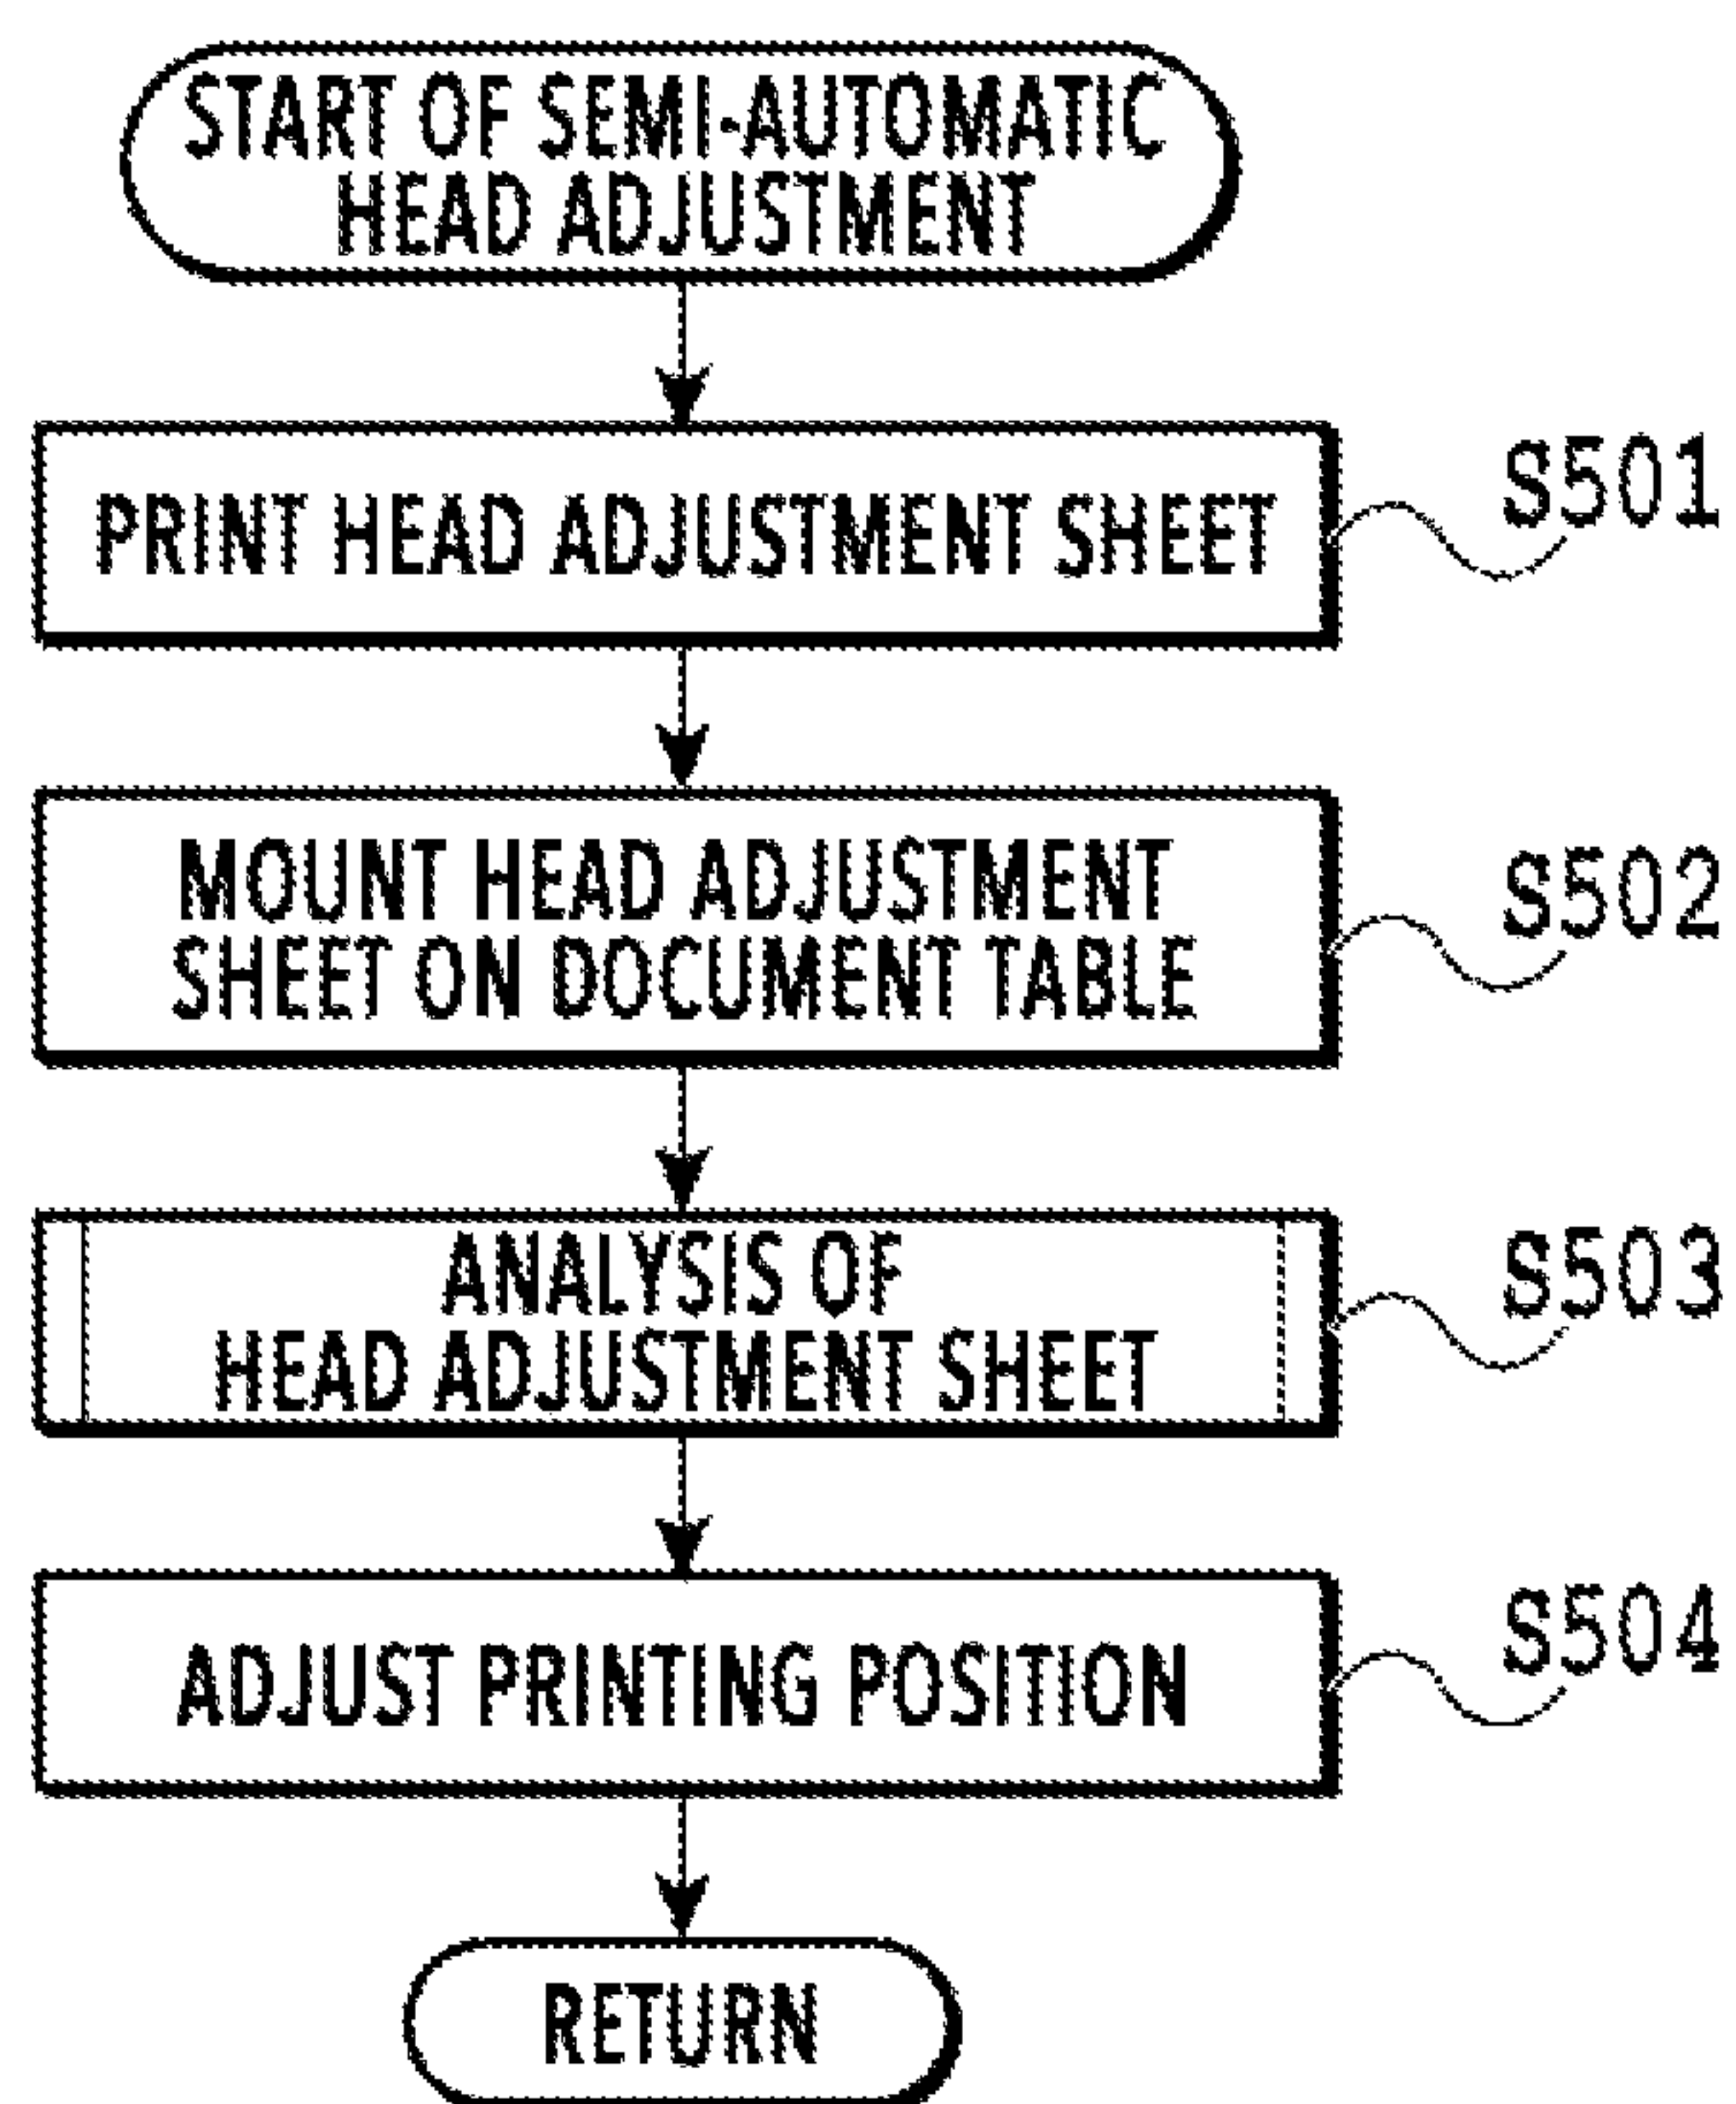 START OF SEMI-AUTOMATIC
HEAD ADJUSTMENT
PRINT HEAD ADJUSTMENT SHEET
S501
MOUNT HEAD ADJUSTMENT
SHEET ON DOCUMENT TABLE
S502
ANALYSIS OF
HEAD ADJUSTMENT SHEET
S503
ADJUST PRINTING POSITION
S504
RETURN